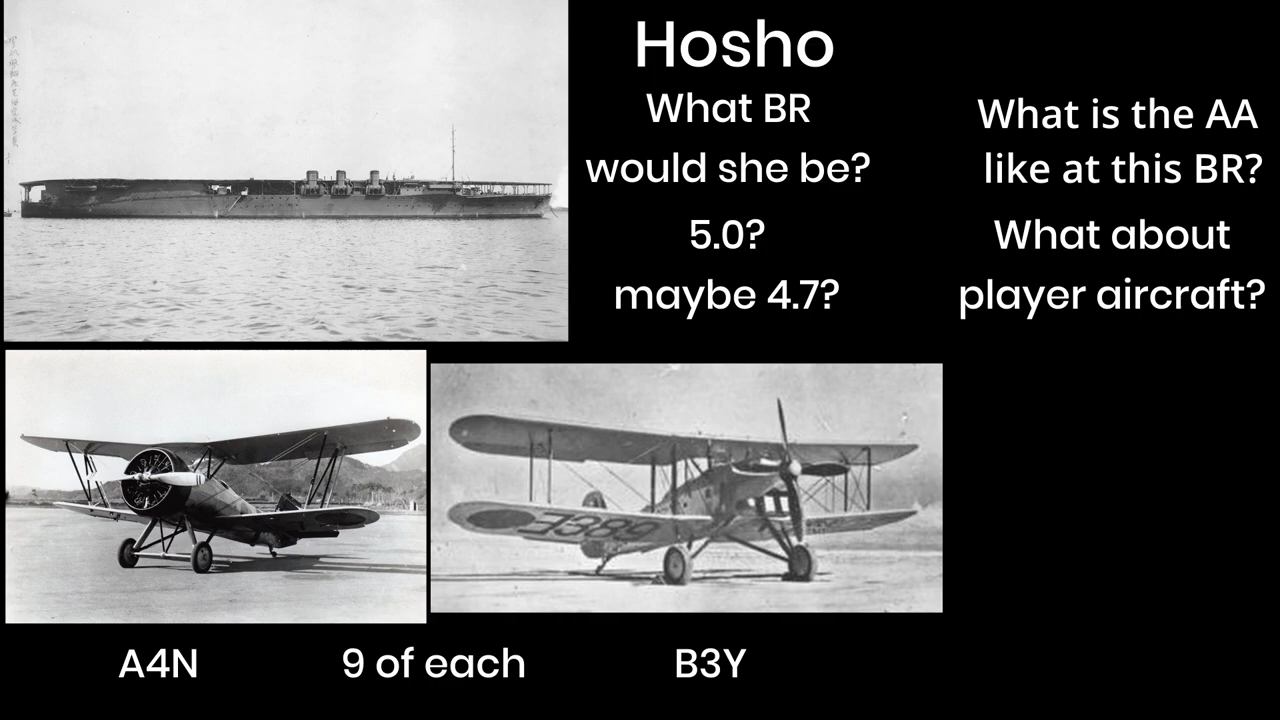 Hosho
What BR
would she be?
5.0?
maybe 4.7?
What is the AA
like at this BR?
What about
player aircraft?
A4N
9 of each
B3Y